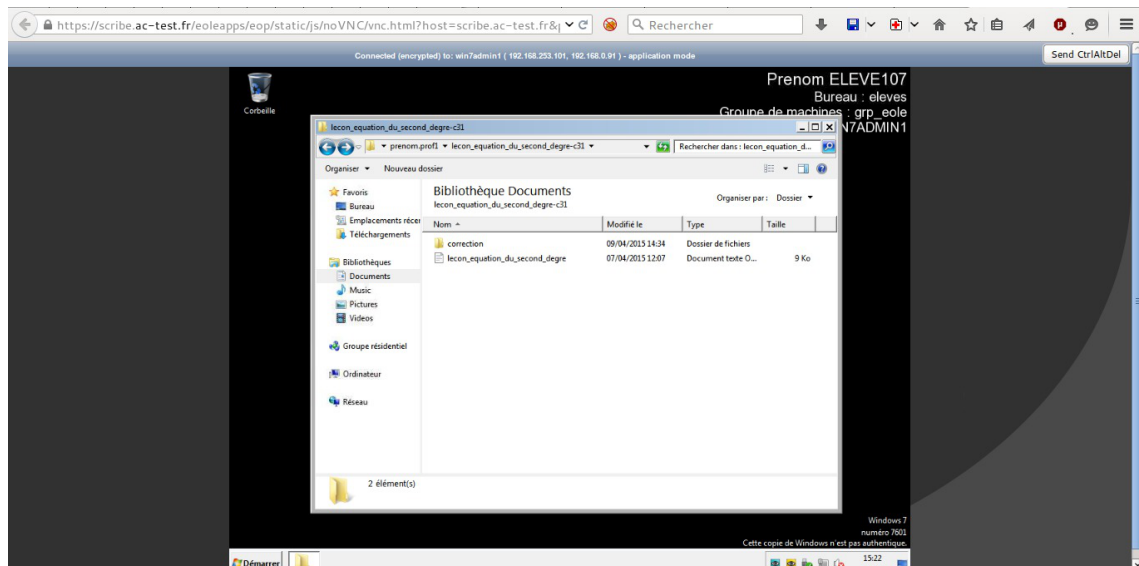 https://scribe.ac-test.fr/eoleapps/eop/static/js/noVNC/vnc.html?host=scribe.ac-test.fr&
Rechercher
Connected (encrypted) to: win7admin1 ( 192.168.253.101, 192.168.0.91 ) - application mode
Send CtrlAltDel
Corbeille
Prenom ELEVE107
Bureau : eleves
Groupe de machines : grp_eole
N7ADMIN1
lecon_equation_du_second_degre-c31
prenom.prof1 lecon_equation_du_second_degre-c31
Rechercher dans : lecon_equation_d...
Organiser Nouveau dossier
Favoris
Bureau
Emplacements récer
Téléchargements
Bibliothèques
Documents
Music
Pictures
Videos
Groupe résidentiel
Ordinateur
Réseau
Bibliothèque Documents
lecon_equation_du_second_degre-c31
Organiser par : Dossier
Nom Modifié le Type Taille
correction 09/04/2015 14:34 Dossier de fichiers
lecon_equation_du_second_degre 07/04/2015 12:07 Document texte O... 9 Ko
2 élément(s)
Windows 7
numéro 7601
Cette copie de Windows n'est pas authentique.
Démarrer
15:22